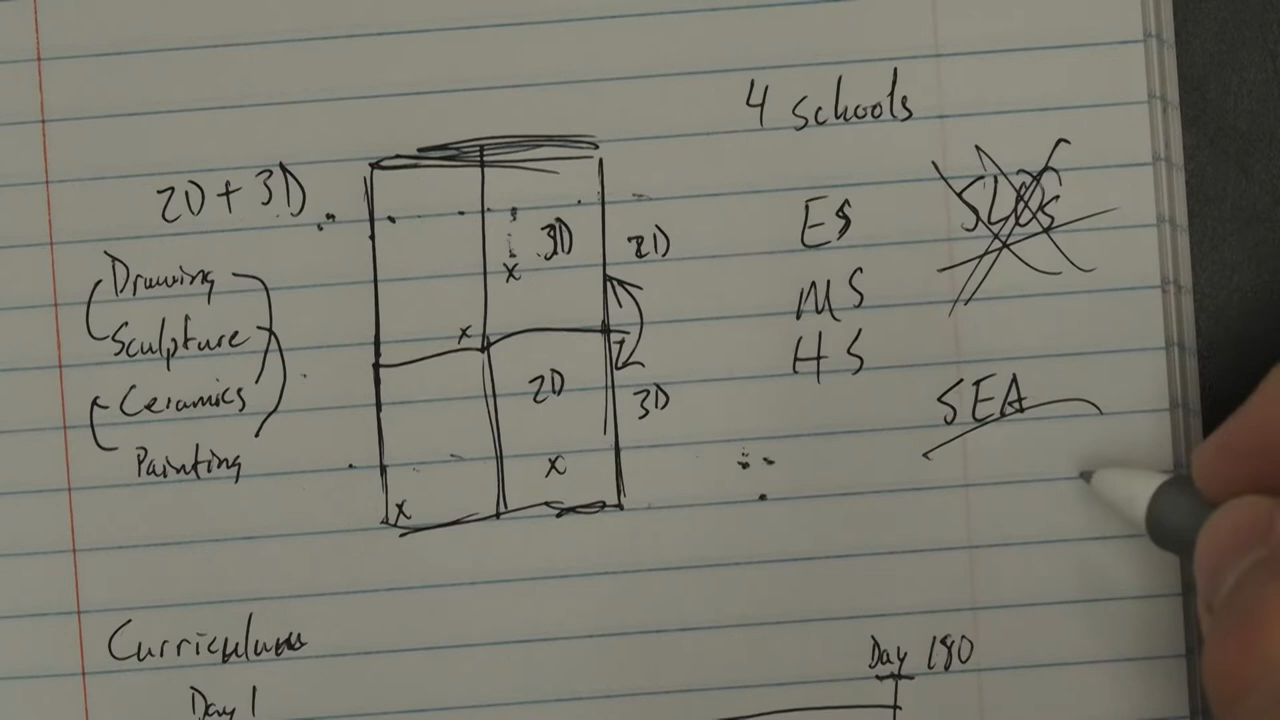 4 schools
2D + 3D
SLOs
ES
3D
2D
x
Drawing
MS
Sculpture
x
HS
2D
3D
Ceramics
SEA
Painting
x
x
Curriculum
Day 180
Day 1